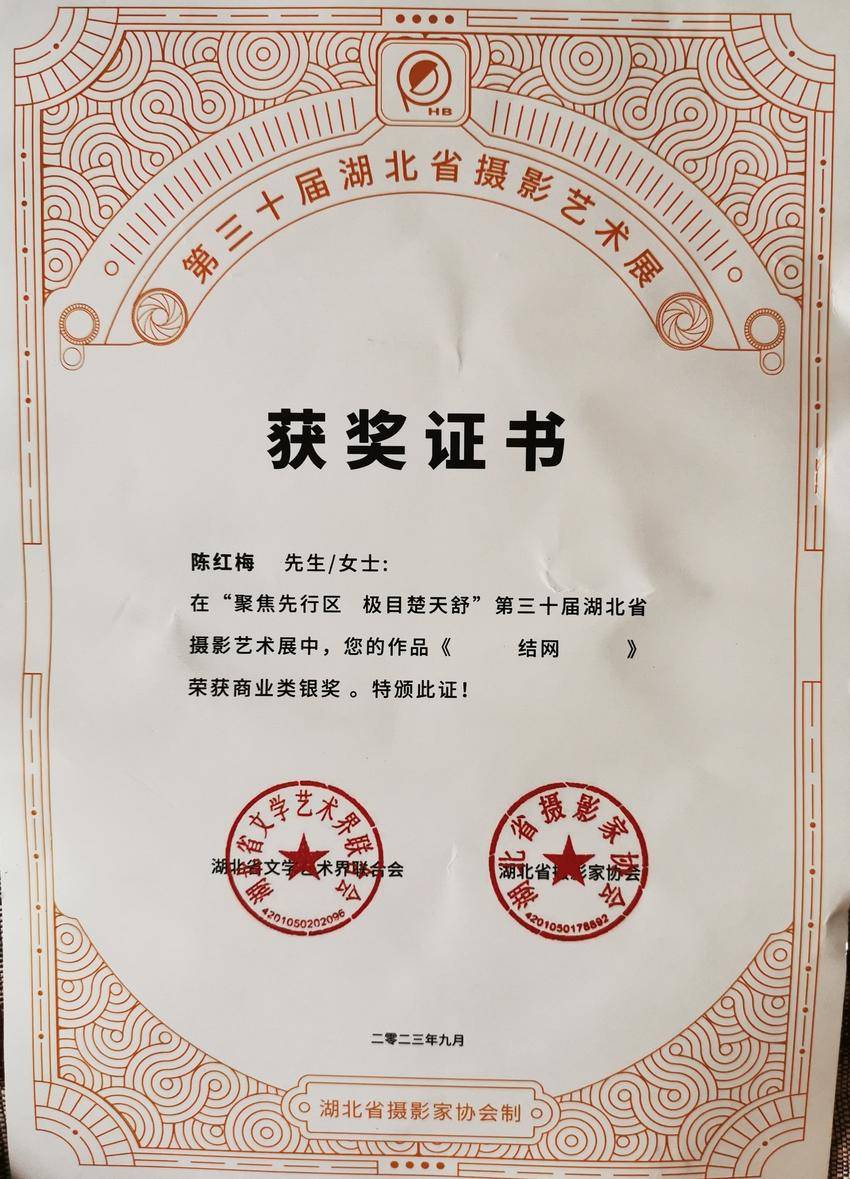 HB
第三十届湖北省摄影艺术展
获奖证书
陈红梅 先生/女士:
在“聚焦先行区 极目楚天舒”第三十届湖北省
摄影艺术展中，您的作品《 结网 》
荣获商业类银奖 。特颁此证！
湖北省文学艺术界联合会
4201050202096
湖北省文学艺术界联合会
湖北省摄影家协会
4201050178892
湖北省摄影家协会
二零二三年九月
湖北省摄影家协会制